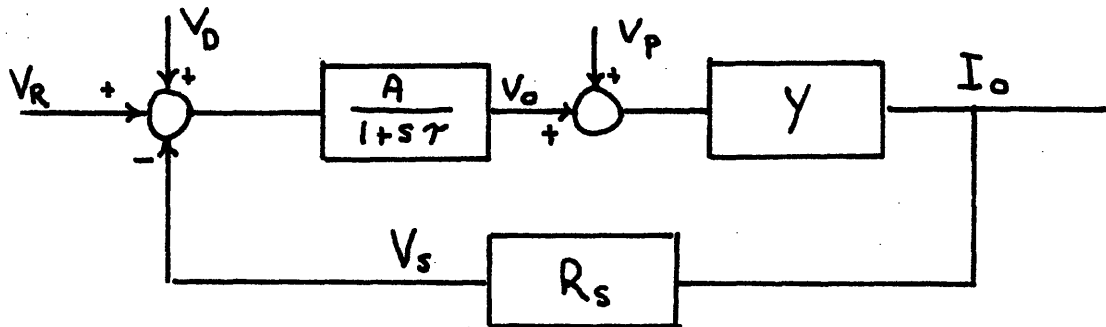 V_D
V_P
V_R
+
+
A
1+sτ
V_o
+
+
Y
I_o
−
V_s
R_s